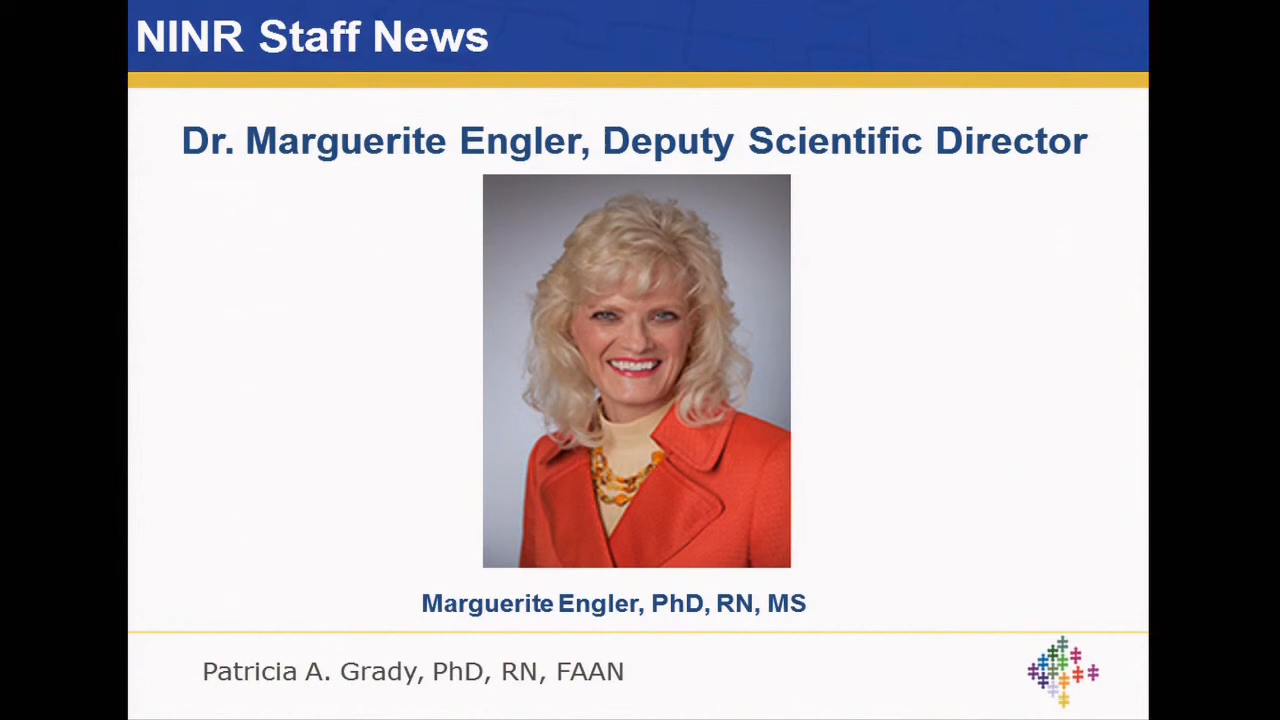 NINR Staff News
Dr. Marguerite Engler, Deputy Scientific Director
Marguerite Engler, PhD, RN, MS
Patricia A. Grady, PhD, RN, FAAN